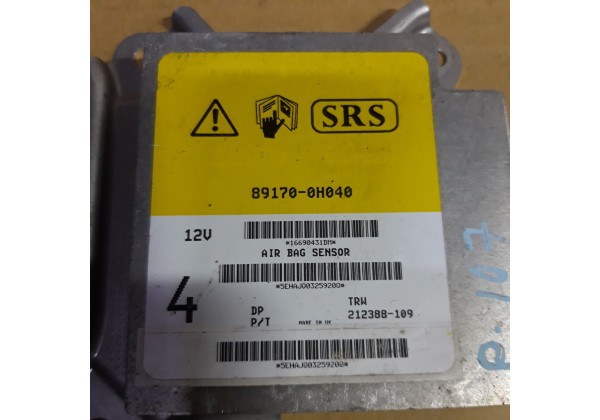 SRS
89170-0H040
12V
*16690431DM*
AIR BAG SENSOR
*5EHAJ003259200*
4
DP
TRW
P/T
MADE IN UK
212388-109
*5EHAJ003259200*
P-107